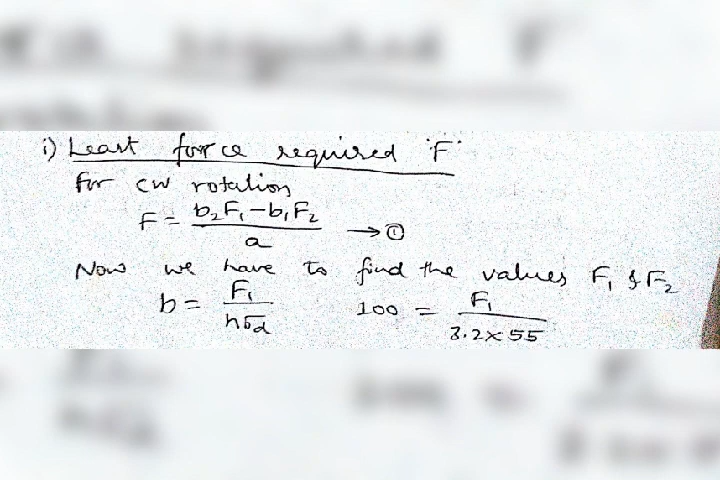 i) Least force required 'F'
For cw rotation
F = b₂F₁ - b₁F₂ / a → ①
Now we have to find the values F₁ & F₂
b = F₁ / hσd 100 = F₁ / 3.2 × 55